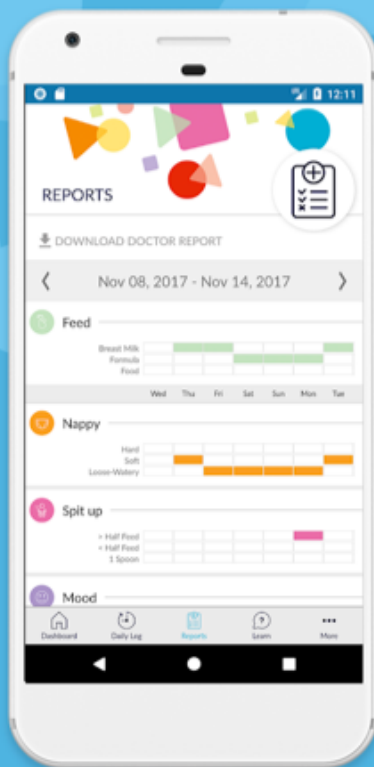 12:11
REPORTS
DOWNLOAD DOCTOR REPORT
Nov 08, 2017 - Nov 14, 2017
Feed
Breast Milk
Formula
Food
Wed Thu Fri Sat Sun Mon Tue
Nappy
Hard
Soft
Loose-Watery
Spit up
> Half Feed
< Half Feed
1 Spoon
Mood
Dashboard Daily Log Reports Learn More